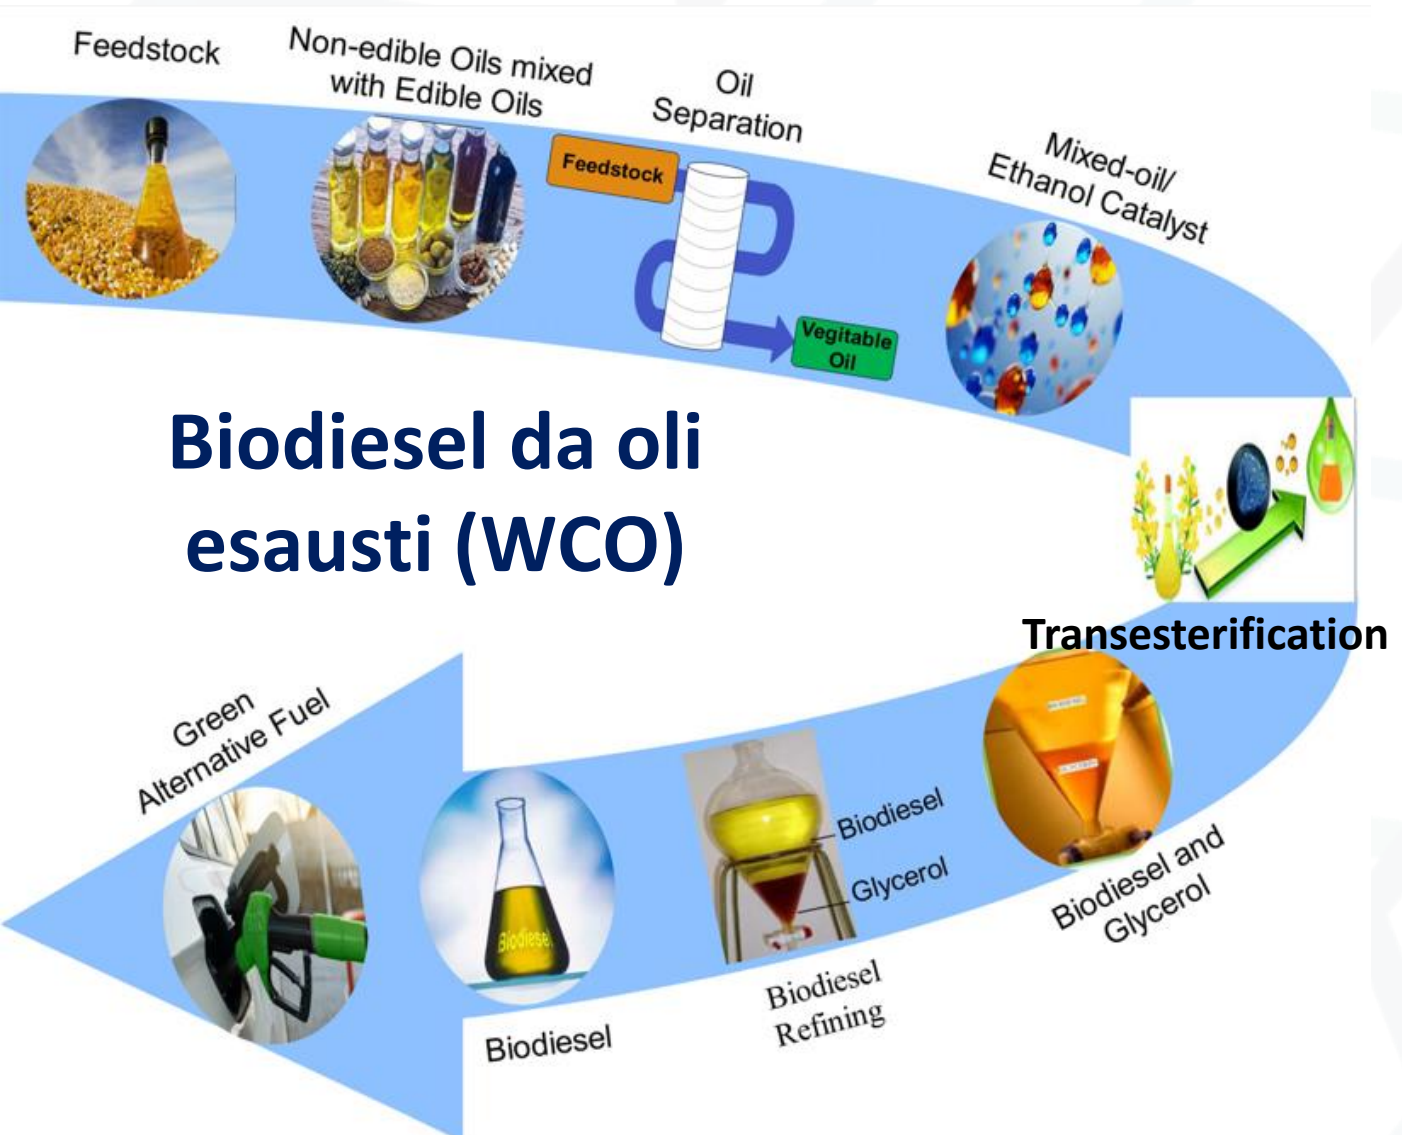 Feedstock
Non-edible Oils mixed
with Edible Oils
Oil
Separation
Feedstock
Vegitable
Oil
Mixed-oil/
Ethanol Catalyst
Biodiesel da oli
esausti (WCO)
Transesterification
Biodiesel and
Glycerol
Biodiesel
Glycerol
Biodiesel
Refining
Biodiesel
Biodiesel
Green
Alternative Fuel